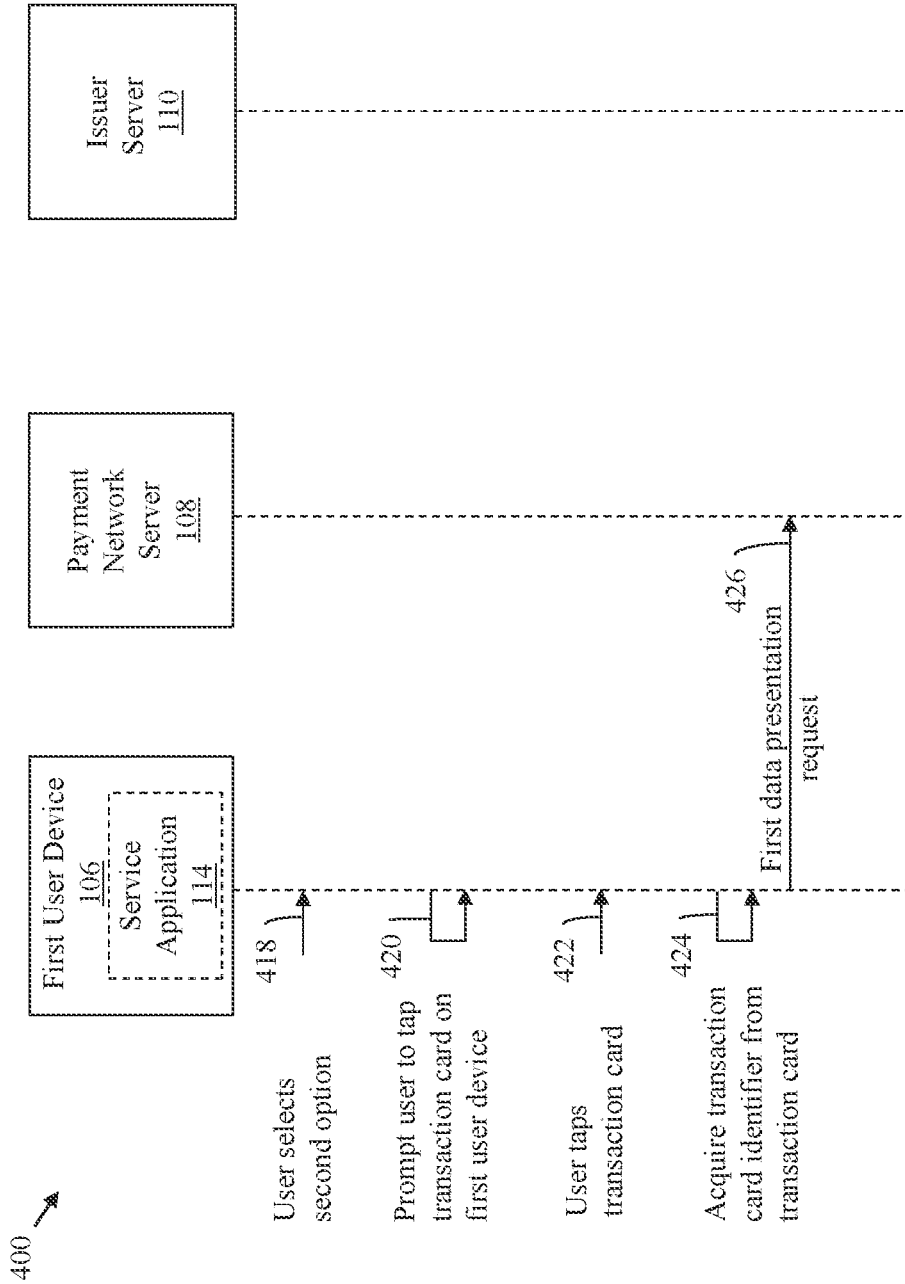 400
First User Device
106
Service
Application
114
Payment
Network
Server
108
Issuer
Server
110
User selects
second option
418
Prompt user to tap
transaction card on
first user device
420
User taps
transaction card
422
Acquire transaction
card identifier from
transaction card
424
First data presentation
request
426